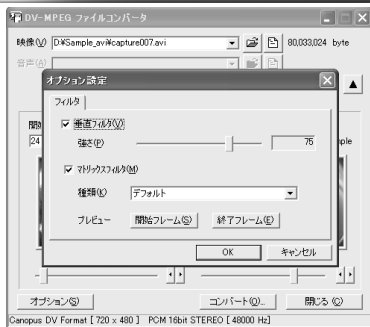 DV-MPEG ファイルコンバータ
映像(V) D:¥Sample_avi¥capture007.avi 80,033,024 byte
音声(A)
オプション設定
フィルタ
開始
24 ple
垂直フィルタ(V)
強さ(P) 75
マトリックスフィルタ(M)
種類(K) デフォルト
プレビュー 開始フレーム(S) 終了フレーム(E)
OK キャンセル
オプション(S) コンバート(O)... 閉じる(C)
Canopus DV Format [ 720 x 480 ] PCM 16bit STEREO [ 48000 Hz]